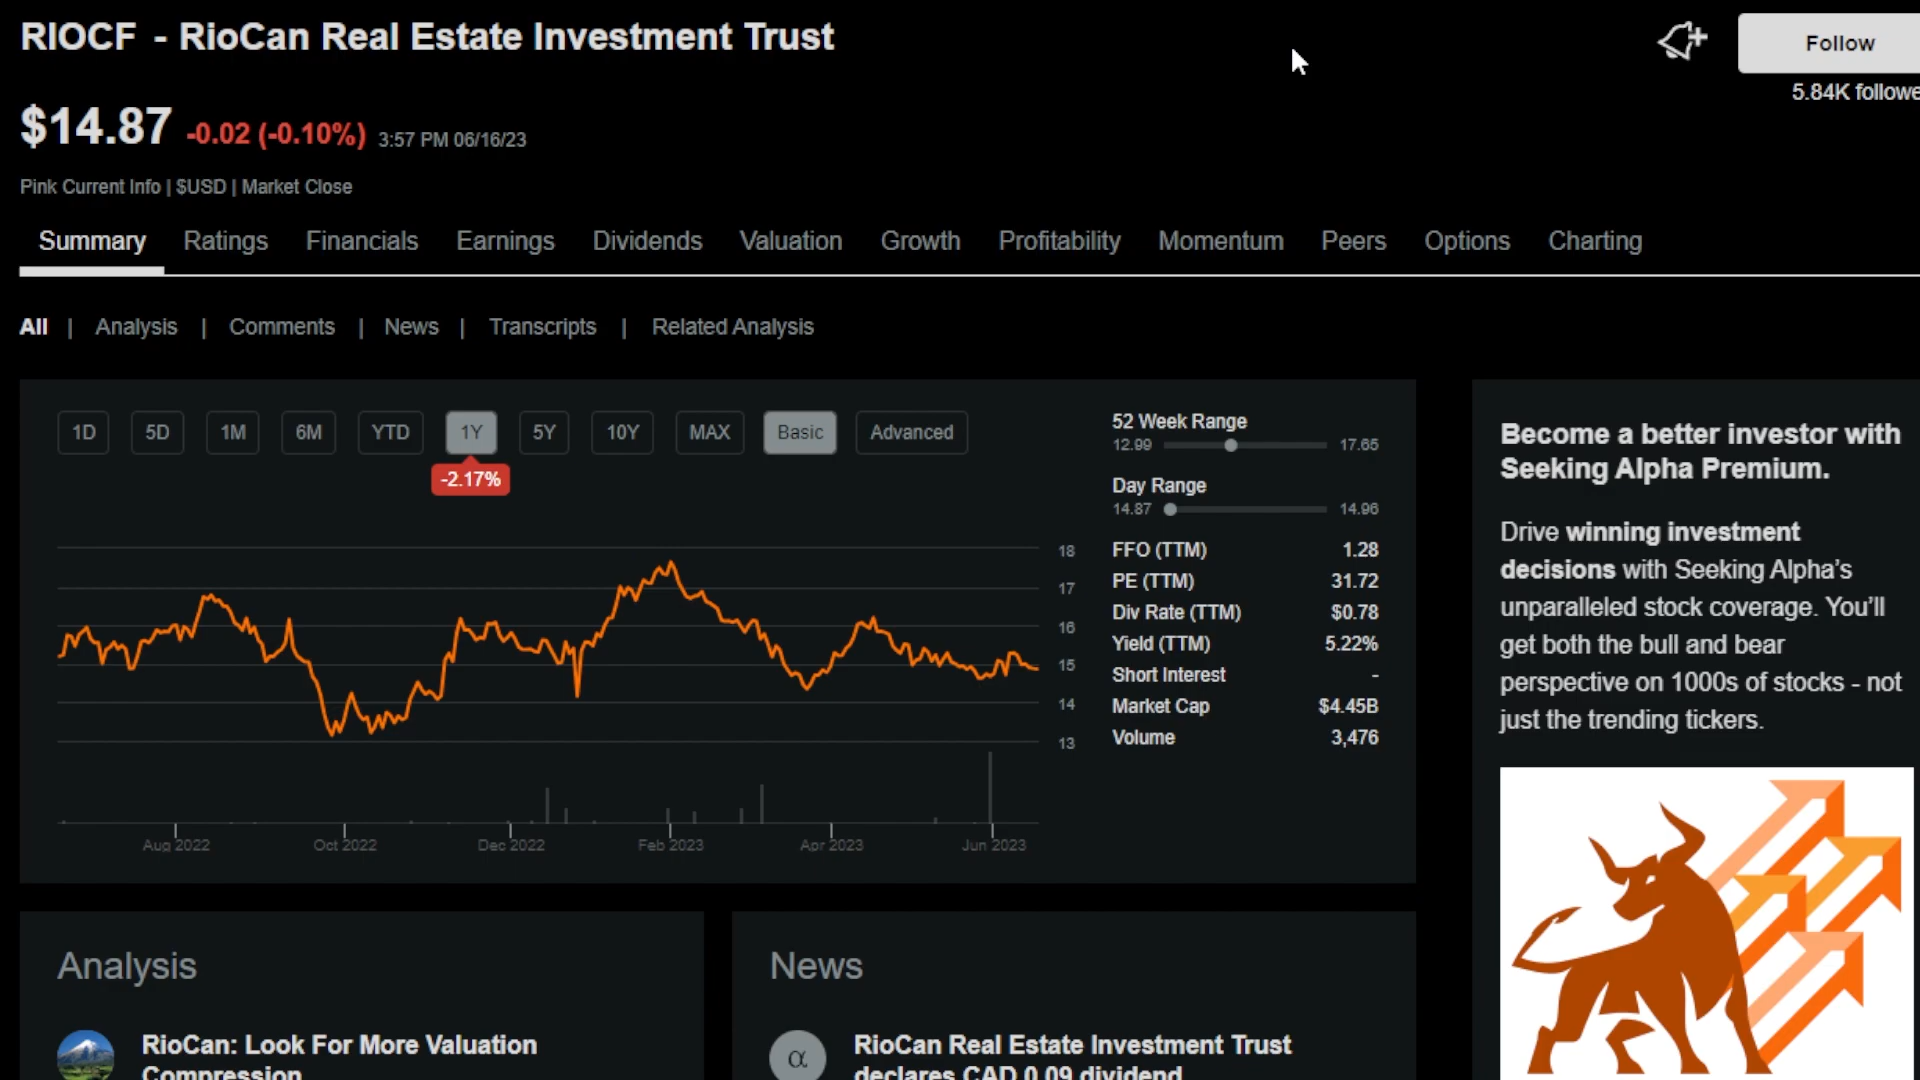 RIOCF - RioCan Real Estate Investment Trust
Follow
5.84K followe
$14.87 -0.02 (-0.10%) 3:57 PM 06/16/23
Pink Current Info | $USD | Market Close
Summary Ratings Financials Earnings Dividends Valuation Growth Profitability Momentum Peers Options Charting
All | Analysis | Comments | News | Transcripts | Related Analysis
1D 5D 1M 6M YTD 1Y 5Y 10Y MAX Basic Advanced
-2.17%
18
17
16
15
14
13
Aug 2022 Oct 2022 Dec 2022 Feb 2023 Apr 2023 Jun 2023
52 Week Range
12.99 17.65
Day Range
14.87 14.96
FFO (TTM) 1.28
PE (TTM) 31.72
Div Rate (TTM) $0.78
Yield (TTM) 5.22%
Short Interest -
Market Cap $4.45B
Volume 3,476
Become a better investor with
Seeking Alpha Premium.
Drive winning investment
decisions with Seeking Alpha's
unparalleled stock coverage. You'll
get both the bull and bear
perspective on 1000s of stocks - not
just the trending tickers.
Analysis
RioCan: Look For More Valuation
Compression
News
α
RioCan Real Estate Investment Trust
declares CAD 0.09 dividend